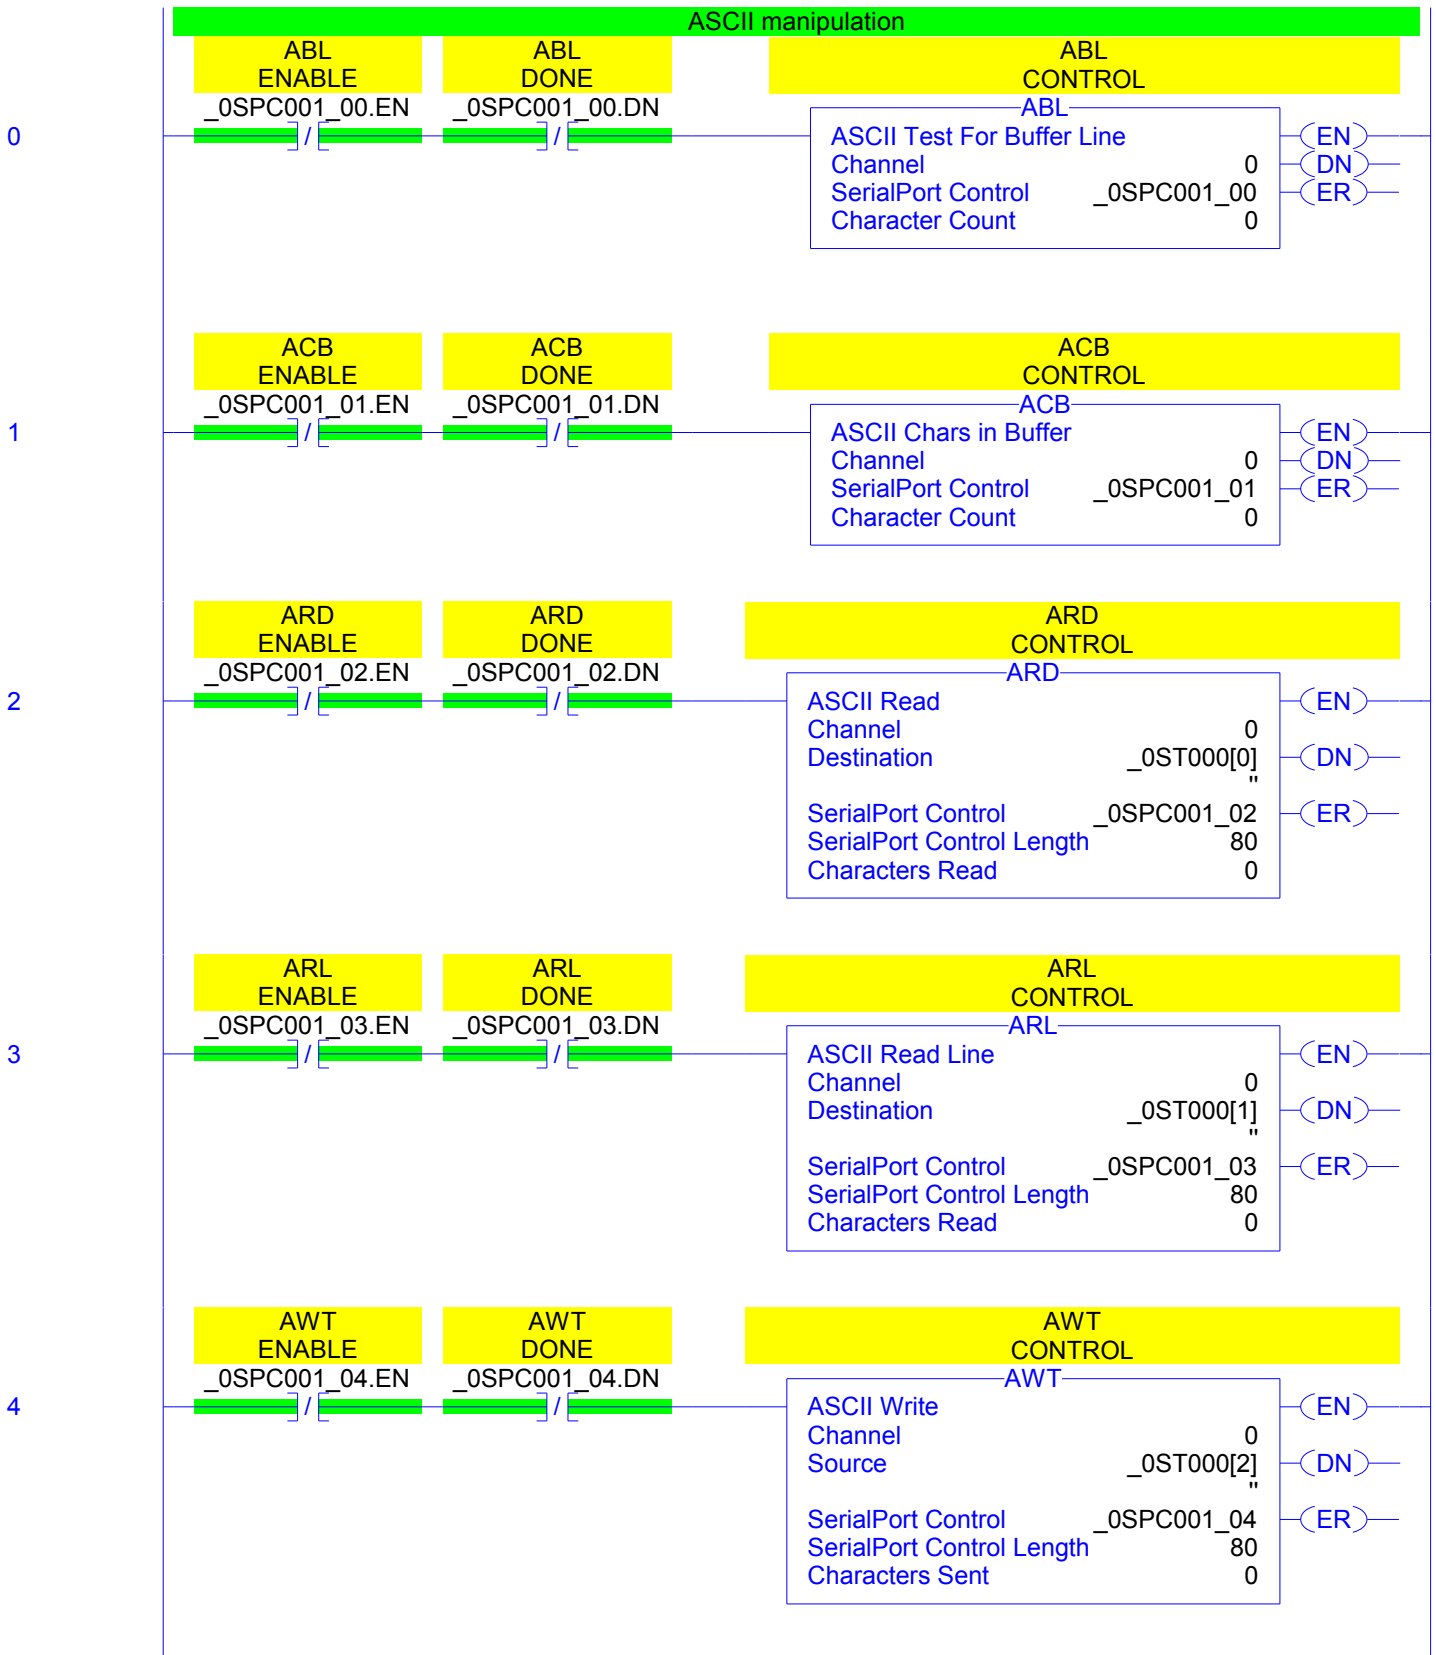 ASCII manipulation
ABL ABL ABL
ENABLE DONE CONTROL
_0SPC001_00.EN _0SPC001_00.DN ABL
0 / / ASCII Test For Buffer Line EN
Channel 0 DN
SerialPort Control _0SPC001_00 ER
Character Count 0
ACB ACB ACB
ENABLE DONE CONTROL
_0SPC001_01.EN _0SPC001_01.DN ACB
1 / / ASCII Chars in Buffer EN
Channel 0 DN
SerialPort Control _0SPC001_01 ER
Character Count 0
ARD ARD ARD
ENABLE DONE CONTROL
_0SPC001_02.EN _0SPC001_02.DN ARD
2 / / ASCII Read EN
Channel 0
Destination _0ST000[0] DN
''
SerialPort Control _0SPC001_02 ER
SerialPort Control Length 80
Characters Read 0
ARL ARL ARL
ENABLE DONE CONTROL
_0SPC001_03.EN _0SPC001_03.DN ARL
3 / / ASCII Read Line EN
Channel 0
Destination _0ST000[1] DN
''
SerialPort Control _0SPC001_03 ER
SerialPort Control Length 80
Characters Read 0
AWT AWT AWT
ENABLE DONE CONTROL
_0SPC001_04.EN _0SPC001_04.DN AWT
4 / / ASCII Write EN
Channel 0
Source _0ST000[2] DN
''
SerialPort Control _0SPC001_04 ER
SerialPort Control Length 80
Characters Sent 0